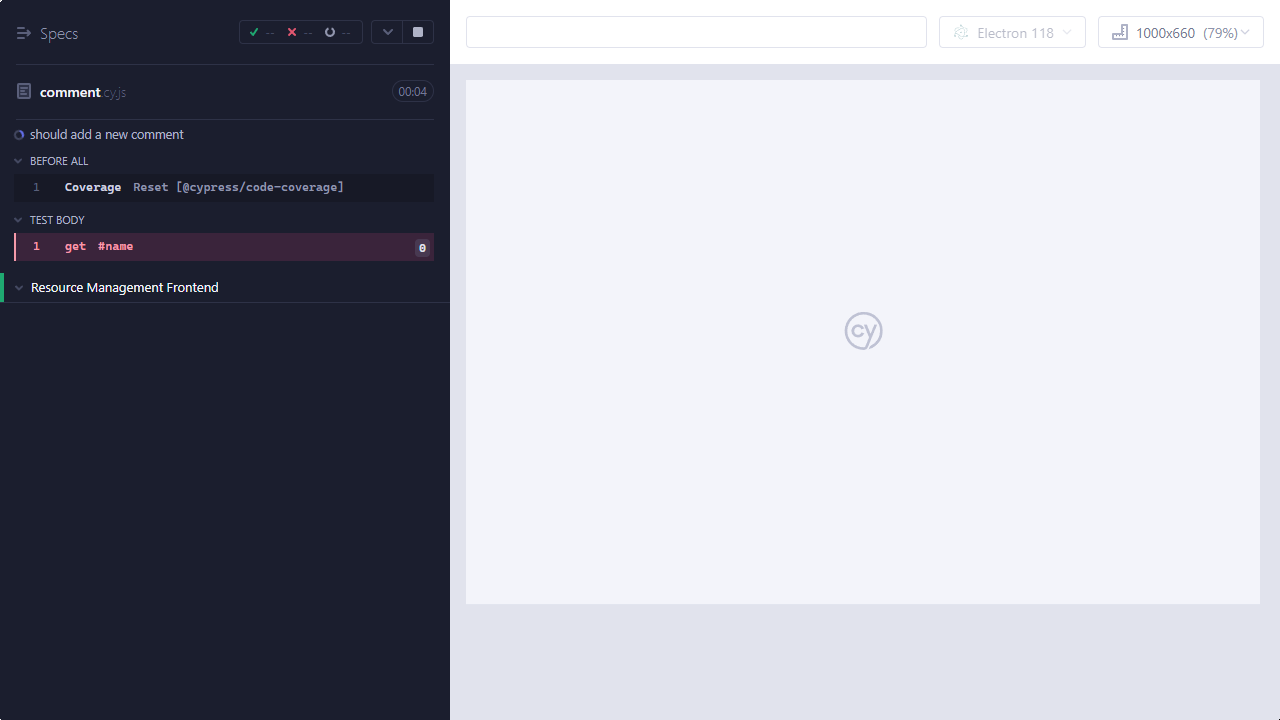 Specs
-- -- --
comment.cy.js
00:04
should add a new comment
BEFORE ALL
1 Coverage Reset [@cypress/code-coverage]
TEST BODY
1 get #name 0
Resource Management Frontend
Electron 118
1000x660 (79%)
cy